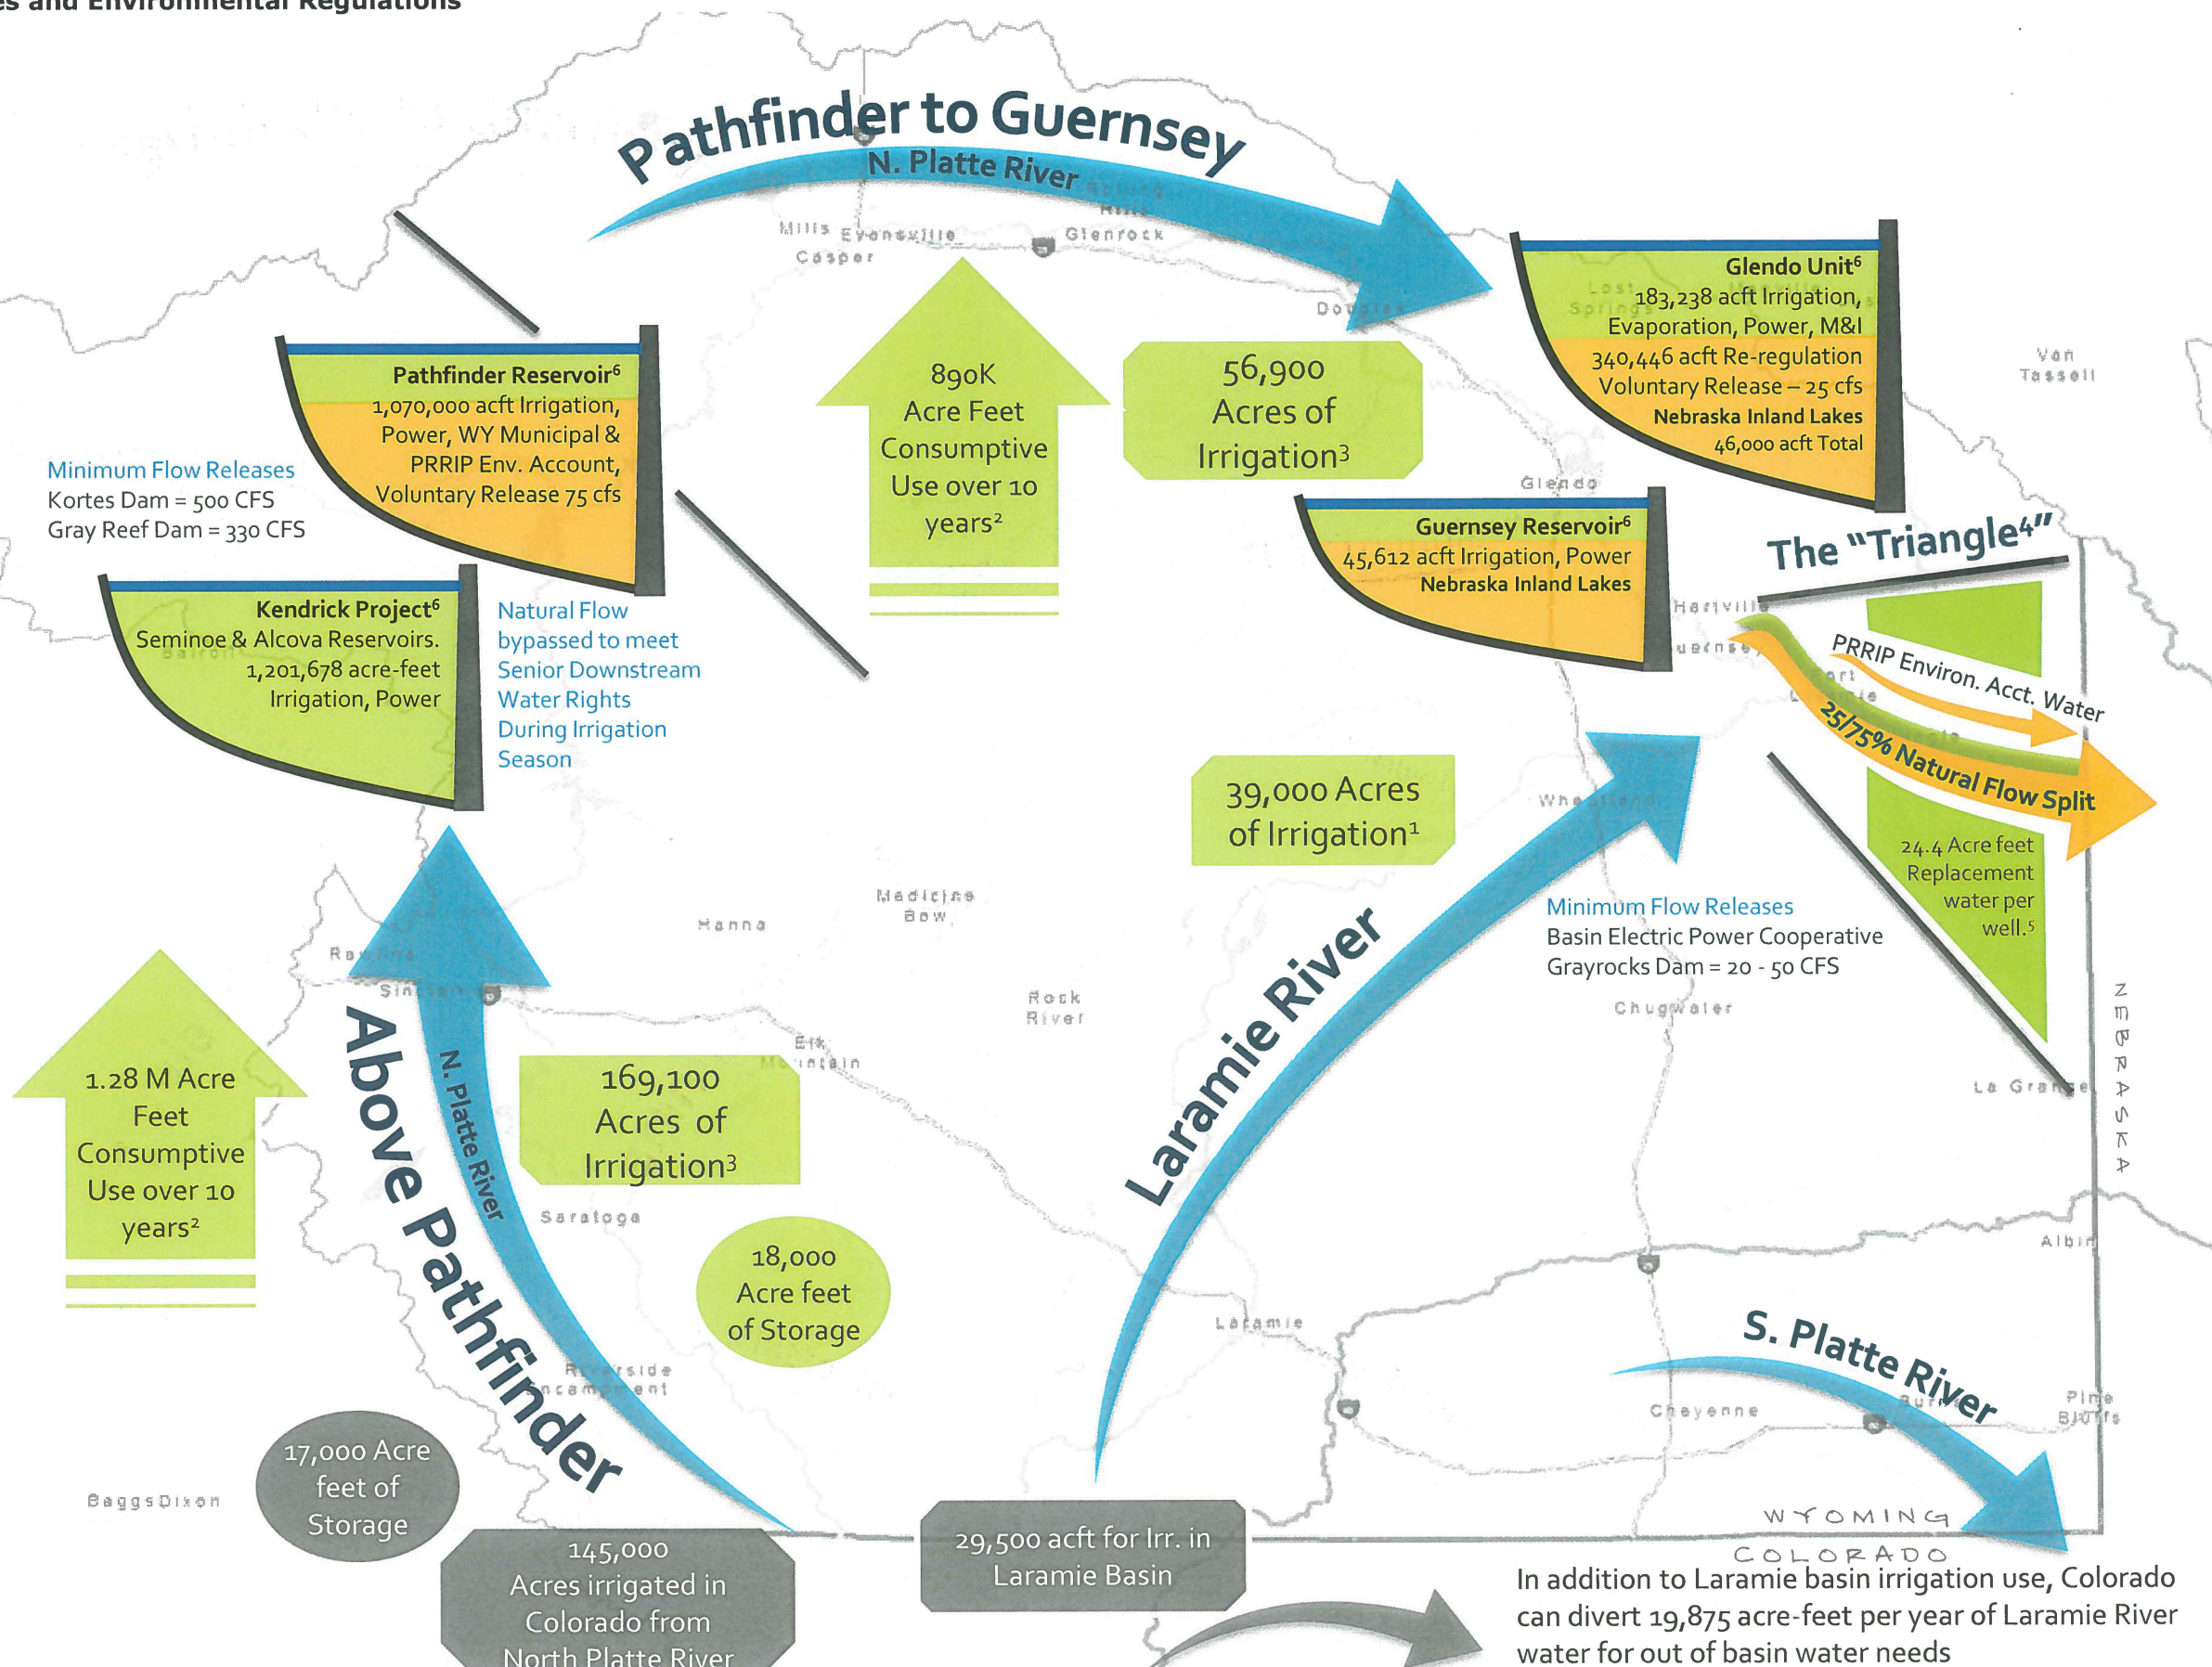 es and Environmental Regulations
Pathfinder to Guernsey
N. Platte River
Mills Evansville
Glenrock
Casper
Douglas
Glendo Unit⁶
183,238 acft Irrigation,
Evaporation, Power, M&I
340,446 acft Re-regulation
Voluntary Release – 25 cfs
Nebraska Inland Lakes
46,000 acft Total
Lost
Springs
Van
Tassell
Pathfinder Reservoir⁶
1,070,000 acft Irrigation,
Power, WY Municipal &
PRRIP Env. Account,
Voluntary Release 75 cfs
890K
Acre Feet
Consumptive
Use over 10
years²
56,900
Acres of
Irrigation³
Minimum Flow Releases
Kortes Dam = 500 CFS
Gray Reef Dam = 330 CFS
Glendo
Guernsey Reservoir⁶
45,612 acft Irrigation, Power
Nebraska Inland Lakes
The "Triangle⁴"
Hartville
Kendrick Project⁶
Seminoe & Alcova Reservoirs.
1,201,678 acre-feet
Irrigation, Power
Natural Flow
bypassed to meet
Senior Downstream
Water Rights
During Irrigation
Season
PRRIP Environ. Acct. Water
25/75% Natural Flow Split
39,000 Acres
of Irrigation¹
24.4 Acre feet
Replacement
water per
well.⁵
Minimum Flow Releases
Basin Electric Power Cooperative
Grayrocks Dam = 20 - 50 CFS
Medicine
Bow
Hanna
Rock
River
Chugwater
NEBRASKA
Laramie River
Above Pathfinder
N. Platte River
1.28 M Acre
Feet
Consumptive
Use over 10
years²
169,100
Acres of
Irrigation³
Elk
Mountain
La Grange
Saratoga
18,000
Acre feet
of Storage
Albin
Laramie
S. Platte River
Cheyenne
Pine
Bluffs
17,000 Acre
feet of
Storage
Baggs Dixon
145,000
Acres irrigated in
Colorado from
North Platte River
29,500 acft for Irr. in
Laramie Basin
WYOMING
COLORADO
In addition to Laramie basin irrigation use, Colorado
can divert 19,875 acre-feet per year of Laramie River
water for out of basin water needs